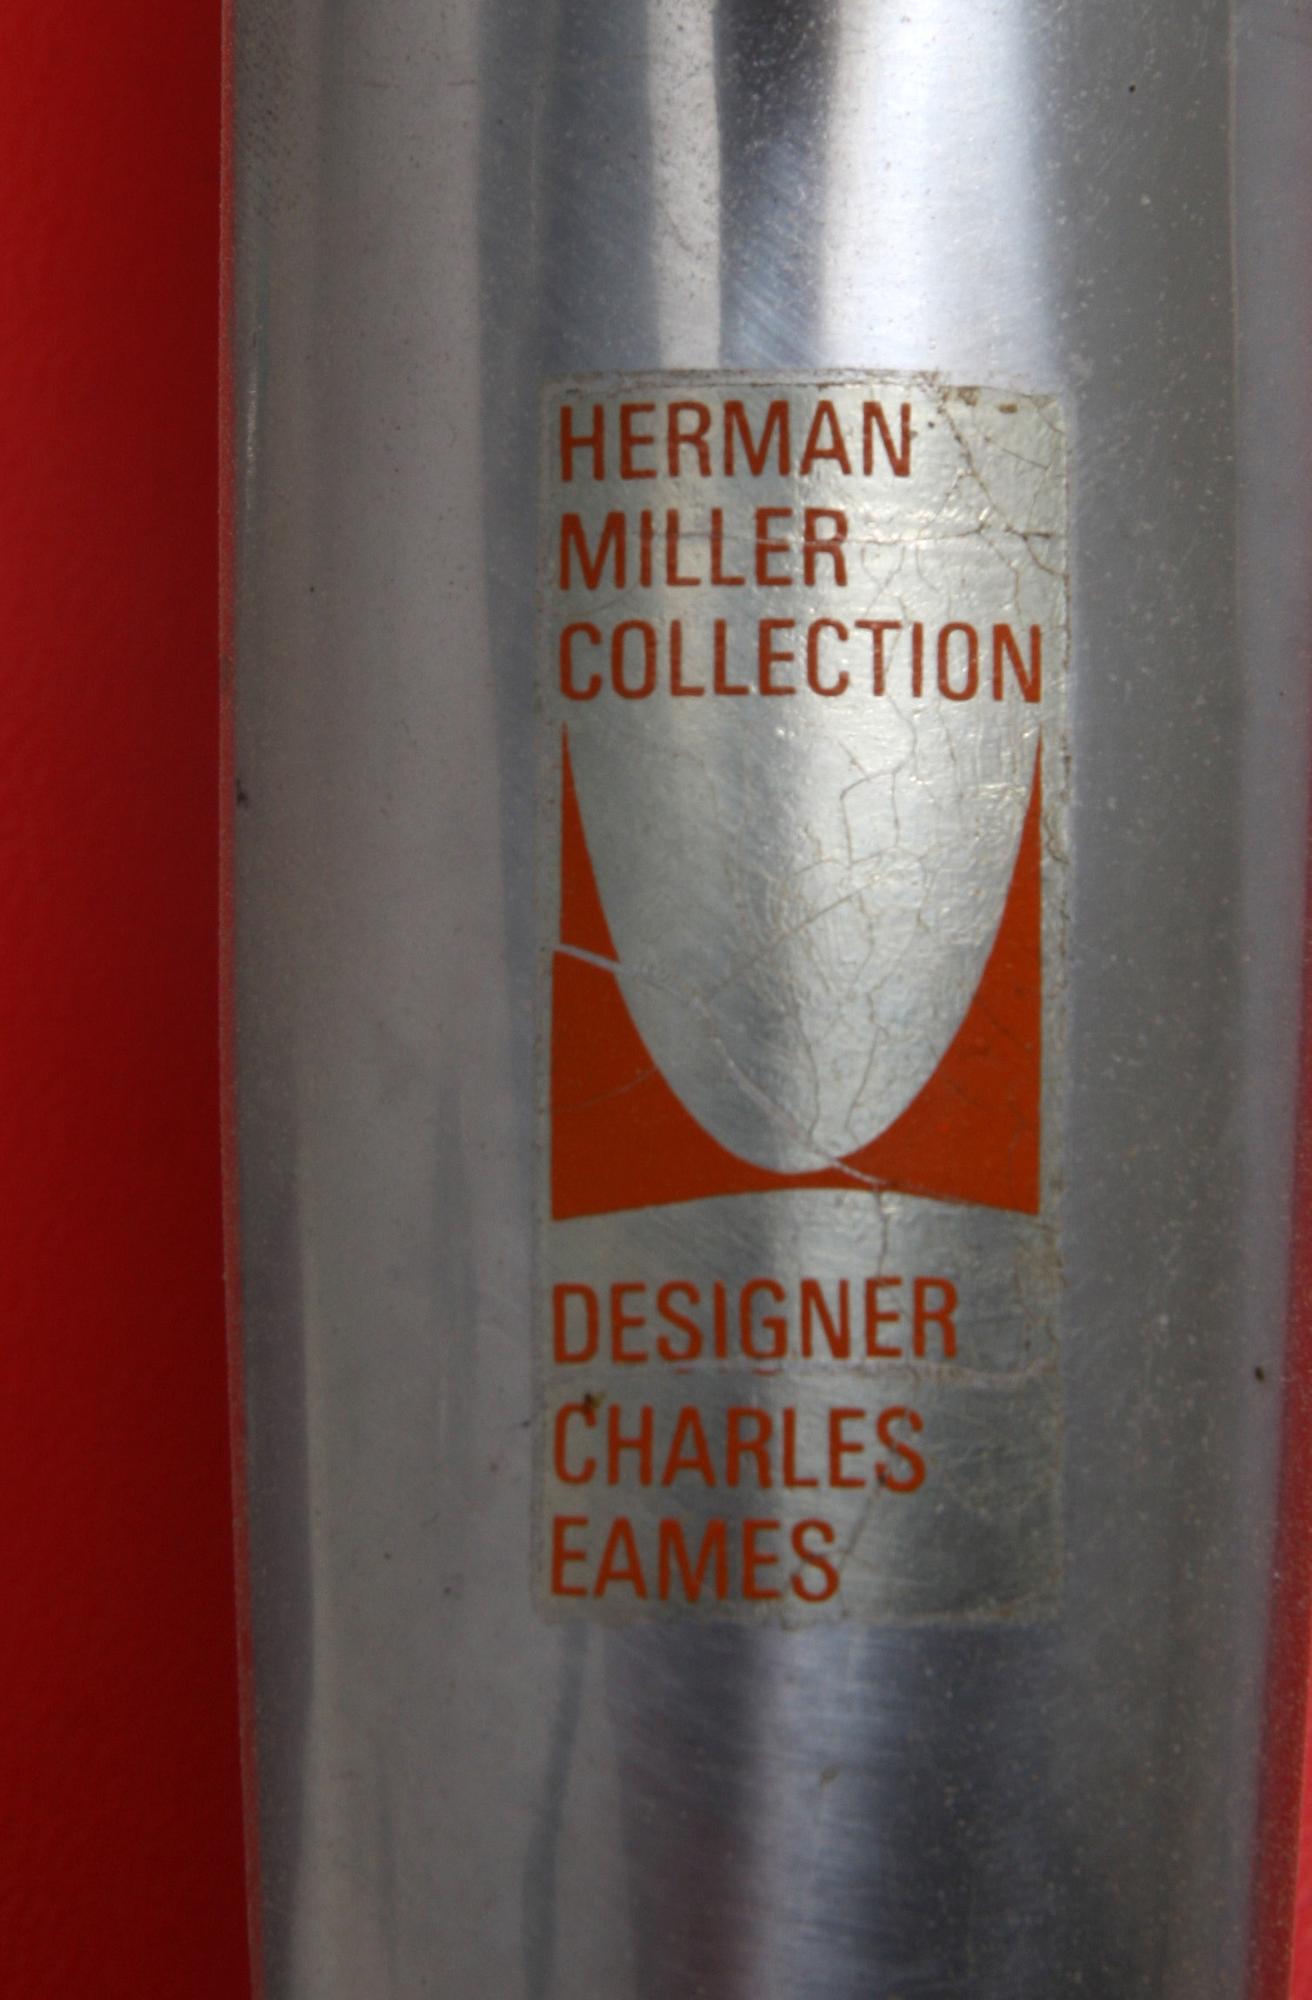 HERMAN
MILLER
COLLECTION
DESIGNER
CHARLES
EAMES